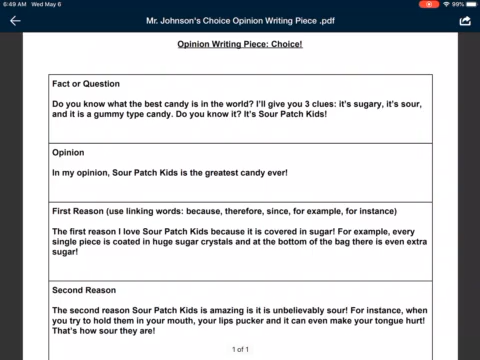 6:49 AM Wed May 6
99%
Mr. Johnson's Choice Opinion Writing Piece .pdf
Opinion Writing Piece: Choice!
Fact or Question
Do you know what the best candy is in the world? I'll give you 3 clues: it's sugary, it's sour,
and it is a gummy type candy. Do you know it? It's Sour Patch Kids!
Opinion
In my opinion, Sour Patch Kids is the greatest candy ever!
First Reason (use linking words: because, therefore, since, for example, for instance)
The first reason I love Sour Patch Kids because it is covered in sugar! For example, every
single piece is coated in huge sugar crystals and at the bottom of the bag there is even extra
sugar!
Second Reason
The second reason Sour Patch Kids is amazing is it is unbelievably sour! For instance, when
you try to hold them in your mouth, your lips pucker and it can even make your tongue hurt!
That's how sour they are!
1 of 1